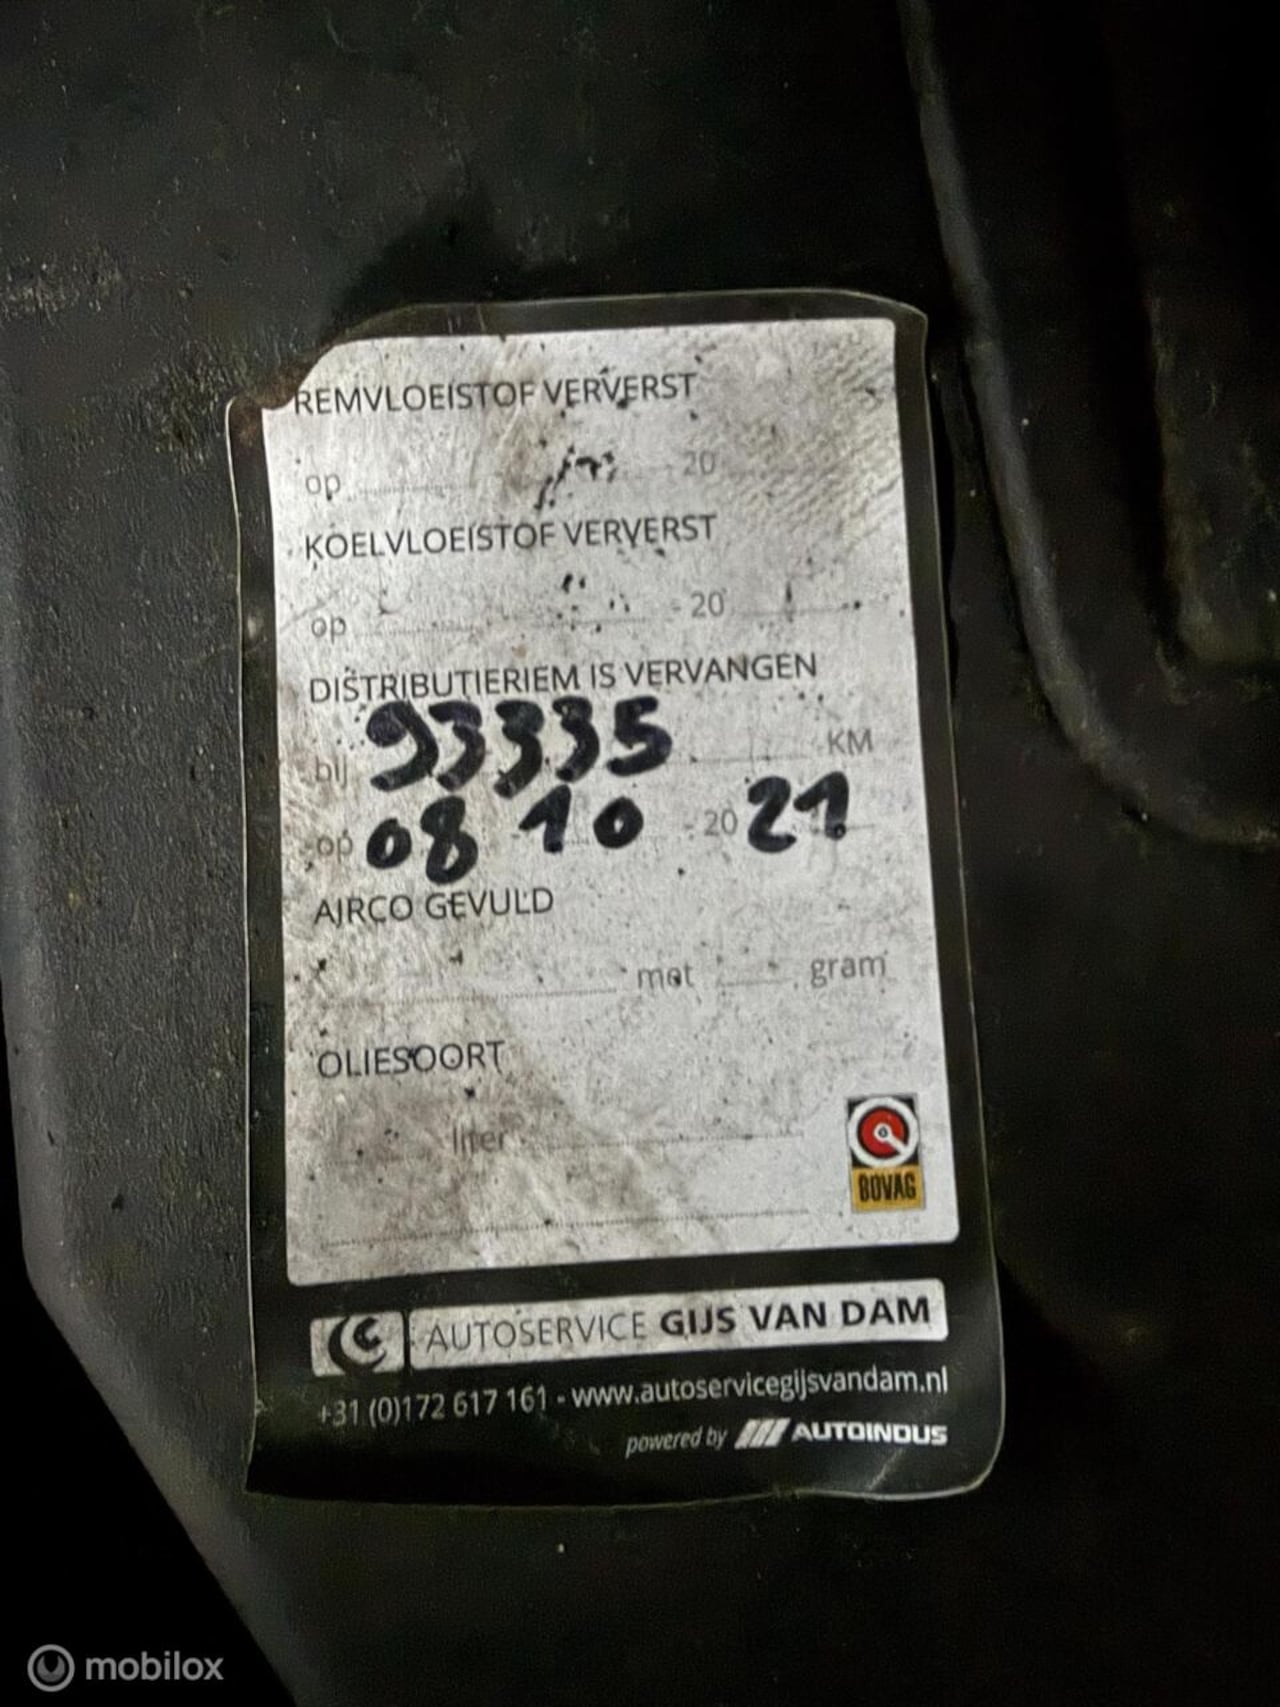 REMVLOEISTOF VERVERST
op 20
KOELVLOEISTOF VERVERST
op - 20
DISTRIBUTIERIEM IS VERVANGEN
bij 93335 KM
op 08 10 - 20 21
AIRCO GEVULD
met gram
OLIESOORT
liter
BOVAG
AUTOSERVICE GIJS VAN DAM
+31 (0)172 617 161 - www.autoservicegijsvandam.nl
powered by AUTOINDUS
mobilox